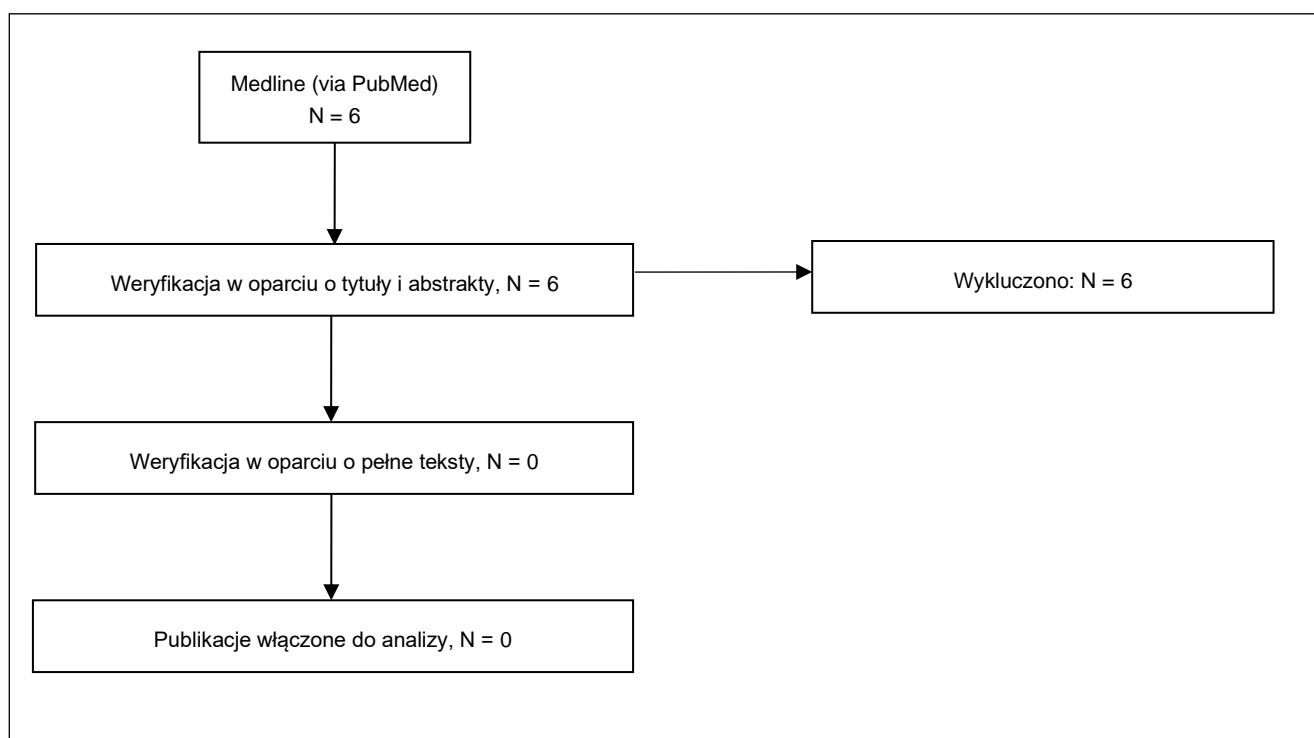 Medline (via PubMed)
N = 6
Weryfikacja w oparciu o tytuły i abstrakty, N = 6
Wykluczono: N = 6
Weryfikacja w oparciu o pełne teksty, N = 0
Publikacje włączone do analizy, N = 0